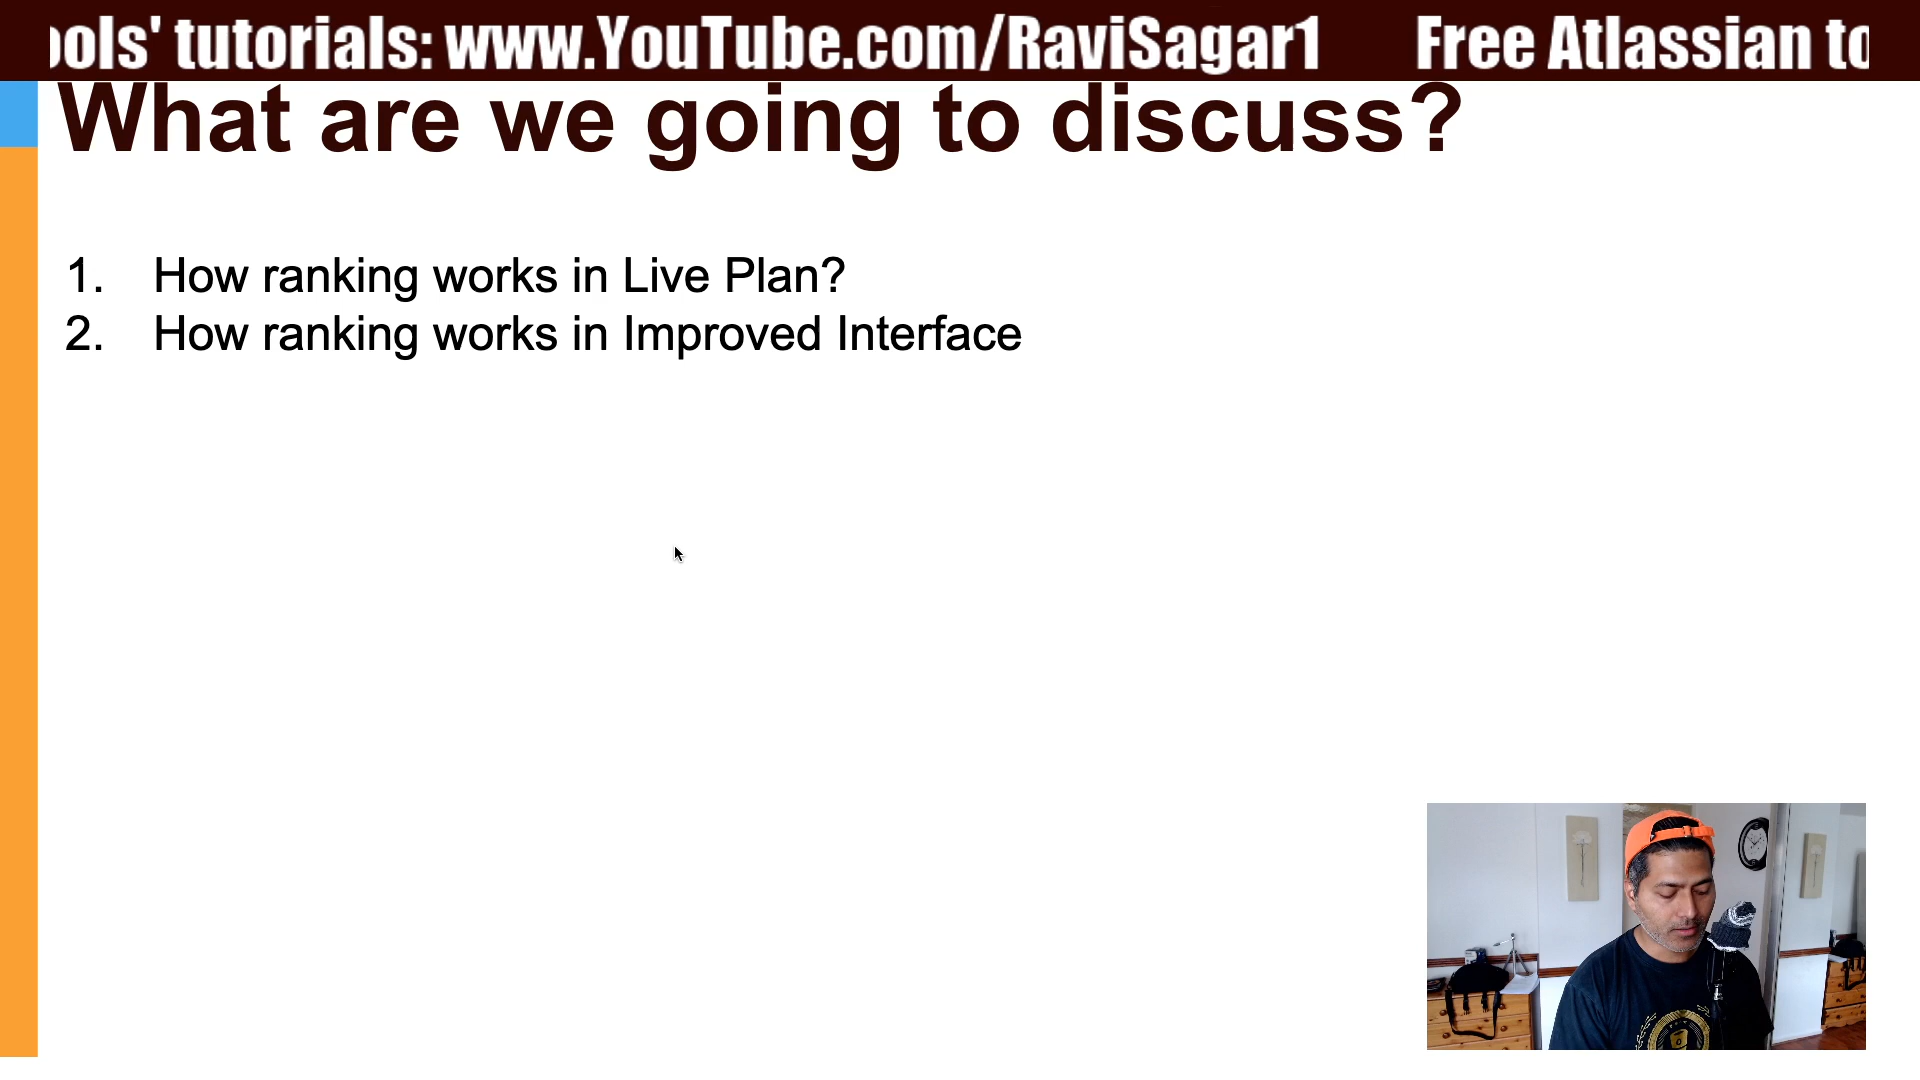 ols' tutorials: www.YouTube.com/RaviSagar1 Free Atlassian to
What are we going to discuss?
1. How ranking works in Live Plan?
2. How ranking works in Improved Interface